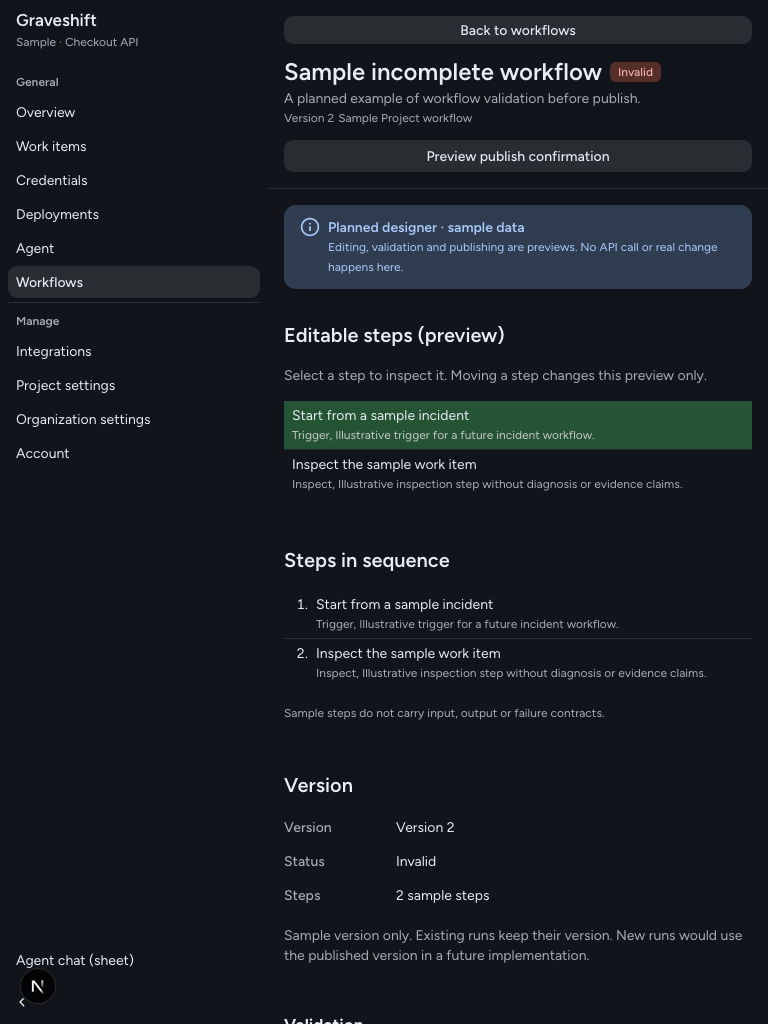 Graveshift
Sample · Checkout API
General
Overview
Work items
Credentials
Deployments
Agent
Workflows
Manage
Integrations
Project settings
Organization settings
Account
Agent chat (sheet)
N
Back to workflows
Sample incomplete workflow Invalid
A planned example of workflow validation before publish.
Version 2 Sample Project workflow
Preview publish confirmation
Planned designer · sample data
Editing, validation and publishing are previews. No API call or real change
happens here.
Editable steps (preview)
Select a step to inspect it. Moving a step changes this preview only.
Start from a sample incident
Trigger, Illustrative trigger for a future incident workflow.
Inspect the sample work item
Inspect, Illustrative inspection step without diagnosis or evidence claims.
Steps in sequence
1. Start from a sample incident
Trigger, Illustrative trigger for a future incident workflow.
2. Inspect the sample work item
Inspect, Illustrative inspection step without diagnosis or evidence claims.
Sample steps do not carry input, output or failure contracts.
Version
Version Version 2
Status Invalid
Steps 2 sample steps
Sample version only. Existing runs keep their version. New runs would use
the published version in a future implementation.
Validation